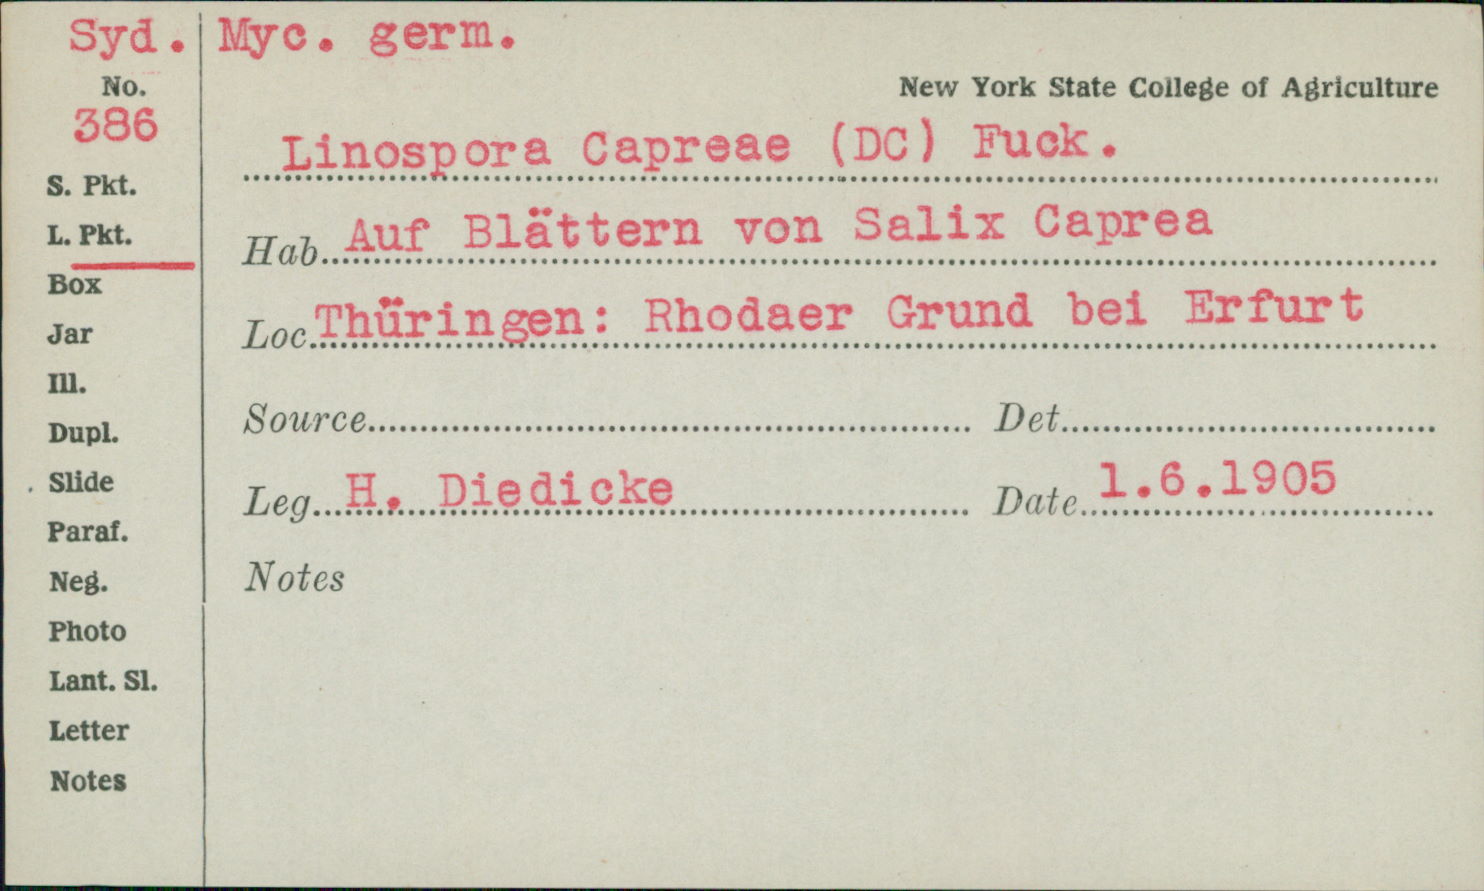 Syd. Myc. germ.
No.
New York State College of Agriculture
386
Linospora Capreae (DC) Fuck.
S. Pkt.
L. Pkt.
Hab. Auf Blättern von Salix Caprea
Box
Loc. Thüringen: Rhodaer Grund bei Erfurt
Jar
Ill.
Source Det.
Dupl.
Slide
Leg. H. Diedicke Date 1.6.1905
Paraf.
Neg.
Notes
Photo
Lant. Sl.
Letter
Notes